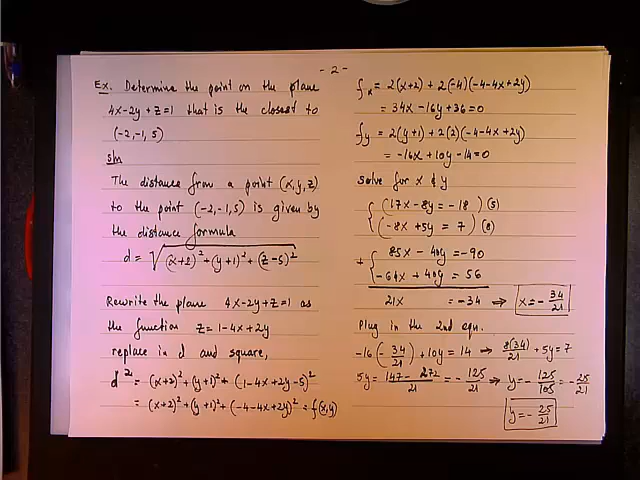 - 2 -
Ex. Determine the point on the plane
4x-2y+z=1 that is the closest to
(-2,-1, 5)
Sln
The distance from a point (x,y,z)
to the point (-2,-1,5) is given by
the distance formula
d = √(x+2)²+(y+1)²+(z-5)²
Rewrite the plane 4x-2y+z=1 as
the function z=1-4x+2y
replace in d and square,
d² = (x+2)²+(y+1)²+(1-4x+2y-5)²
= (x+2)²+(y+1)²+(-4-4x+2y)² = f(x,y)
fx = 2(x+2) + 2(-4)(-4-4x+2y)
= 34x-16y+36=0
fy = 2(y+1) + 2(2)(-4-4x+2y)
= -16x+10y-14=0
Solve for x & y
{ (17x-8y = -18) (5)
(-8x+5y = 7) (8)
+ { 85x - 40y = -90
-64x + 40y = 56
21x = -34 ⇒ x = - 34/21
Plug in the 2nd eqn.
-16(-34/21)+10y = 14 ⇒ 8(34)/21 + 5y = 7
5y = 147-272/21 = - 125/21 ⇒ y = - 125/105 = - 25/21
y = - 25/21